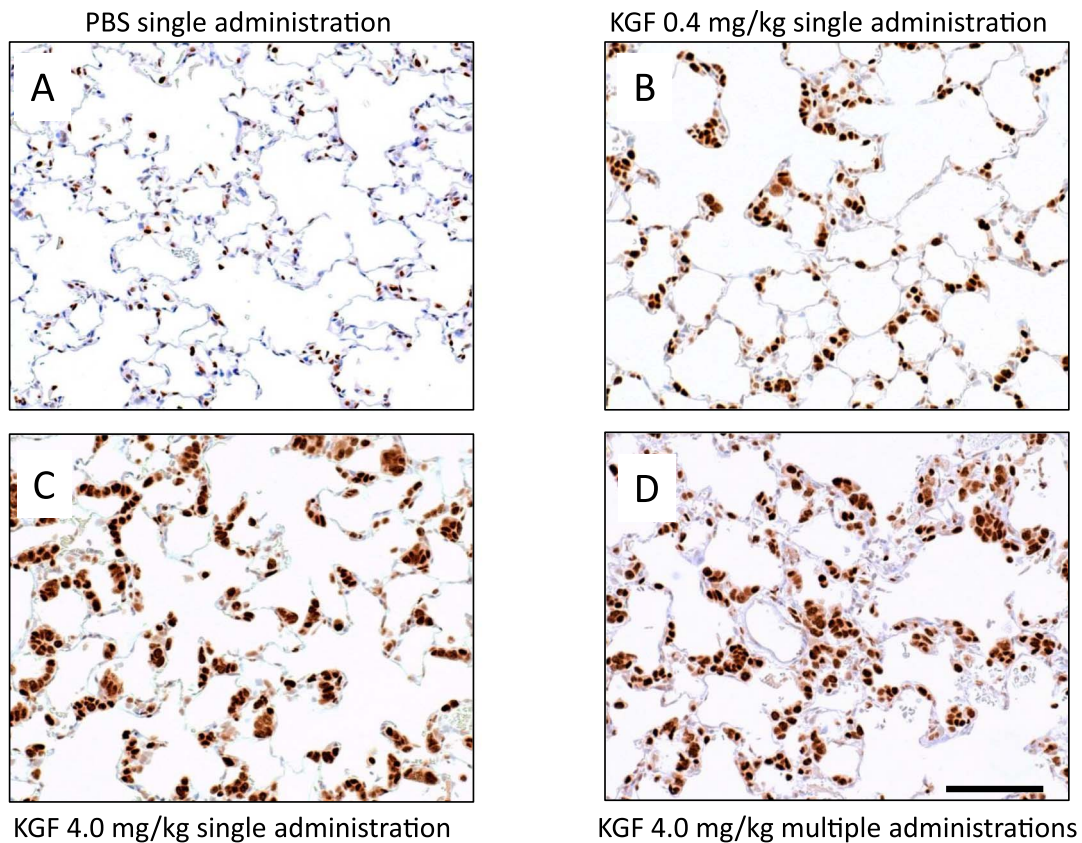 PBS single administration
KGF 0.4 mg/kg single administration
A
B
C
D
KGF 4.0 mg/kg single administration
KGF 4.0 mg/kg multiple administrations